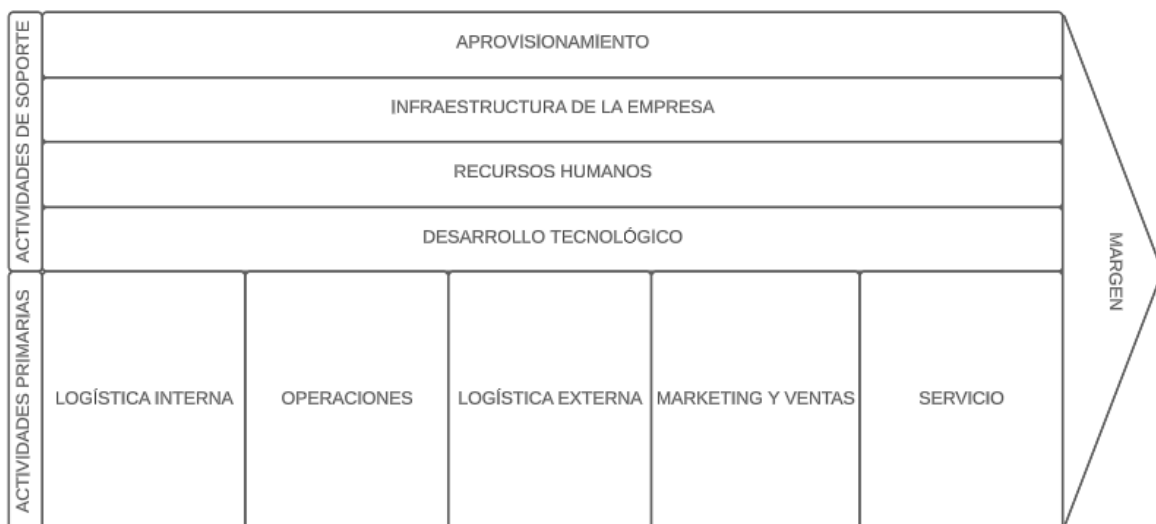 ACTIVIDADES DE SOPORTE
APROVISIONAMIENTO
INFRAESTRUCTURA DE LA EMPRESA
RECURSOS HUMANOS
DESARROLLO TECNOLÓGICO
MARGEN
ACTIVIDADES PRIMARIAS
LOGÍSTICA INTERNA
OPERACIONES
LOGÍSTICA EXTERNA
MARKETING Y VENTAS
SERVICIO